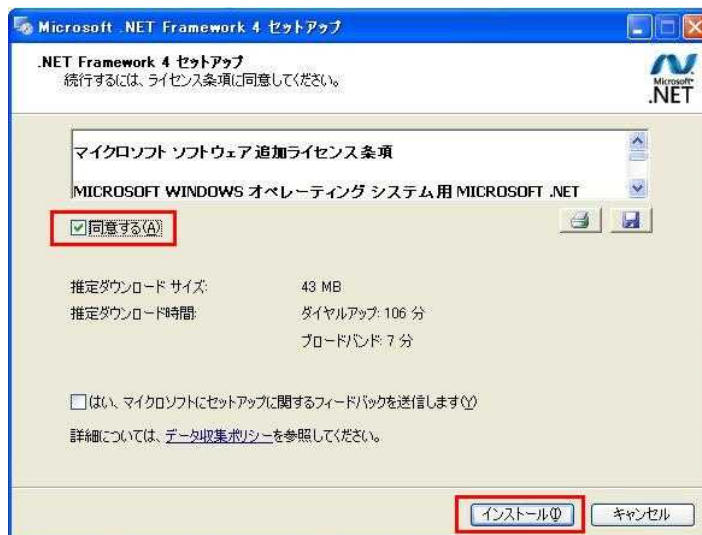 Microsoft .NET Framework 4 セットアップ
.NET Framework 4 セットアップ
続行するには、ライセンス条項に同意してください。
Microsoft
.NET
マイクロソフト ソフトウェア追加ライセンス条項
MICROSOFT WINDOWS オペレーティング システム用 MICROSOFT .NET
同意する(A)
推定ダウンロード サイズ: 43 MB
推定ダウンロード時間: ダイヤルアップ: 106 分
ブロードバンド: 7 分
はい、マイクロソフトにセットアップに関するフィードバックを送信します(Y)
詳細については、データ収集ポリシーを参照してください。
インストール(I) キャンセル